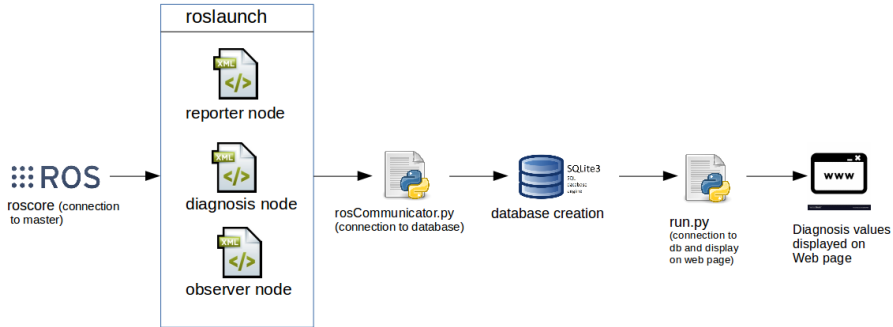 roslaunch
XML
reporter node
XML
diagnosis node
XML
observer node
ROS
roscore (connection
to master)
rosCommunicator.py
(connection to database)
SQLite3
SQL
database creation
run.py
(connection to
db and display
on web page)
www
Diagnosis values
displayed on
Web page